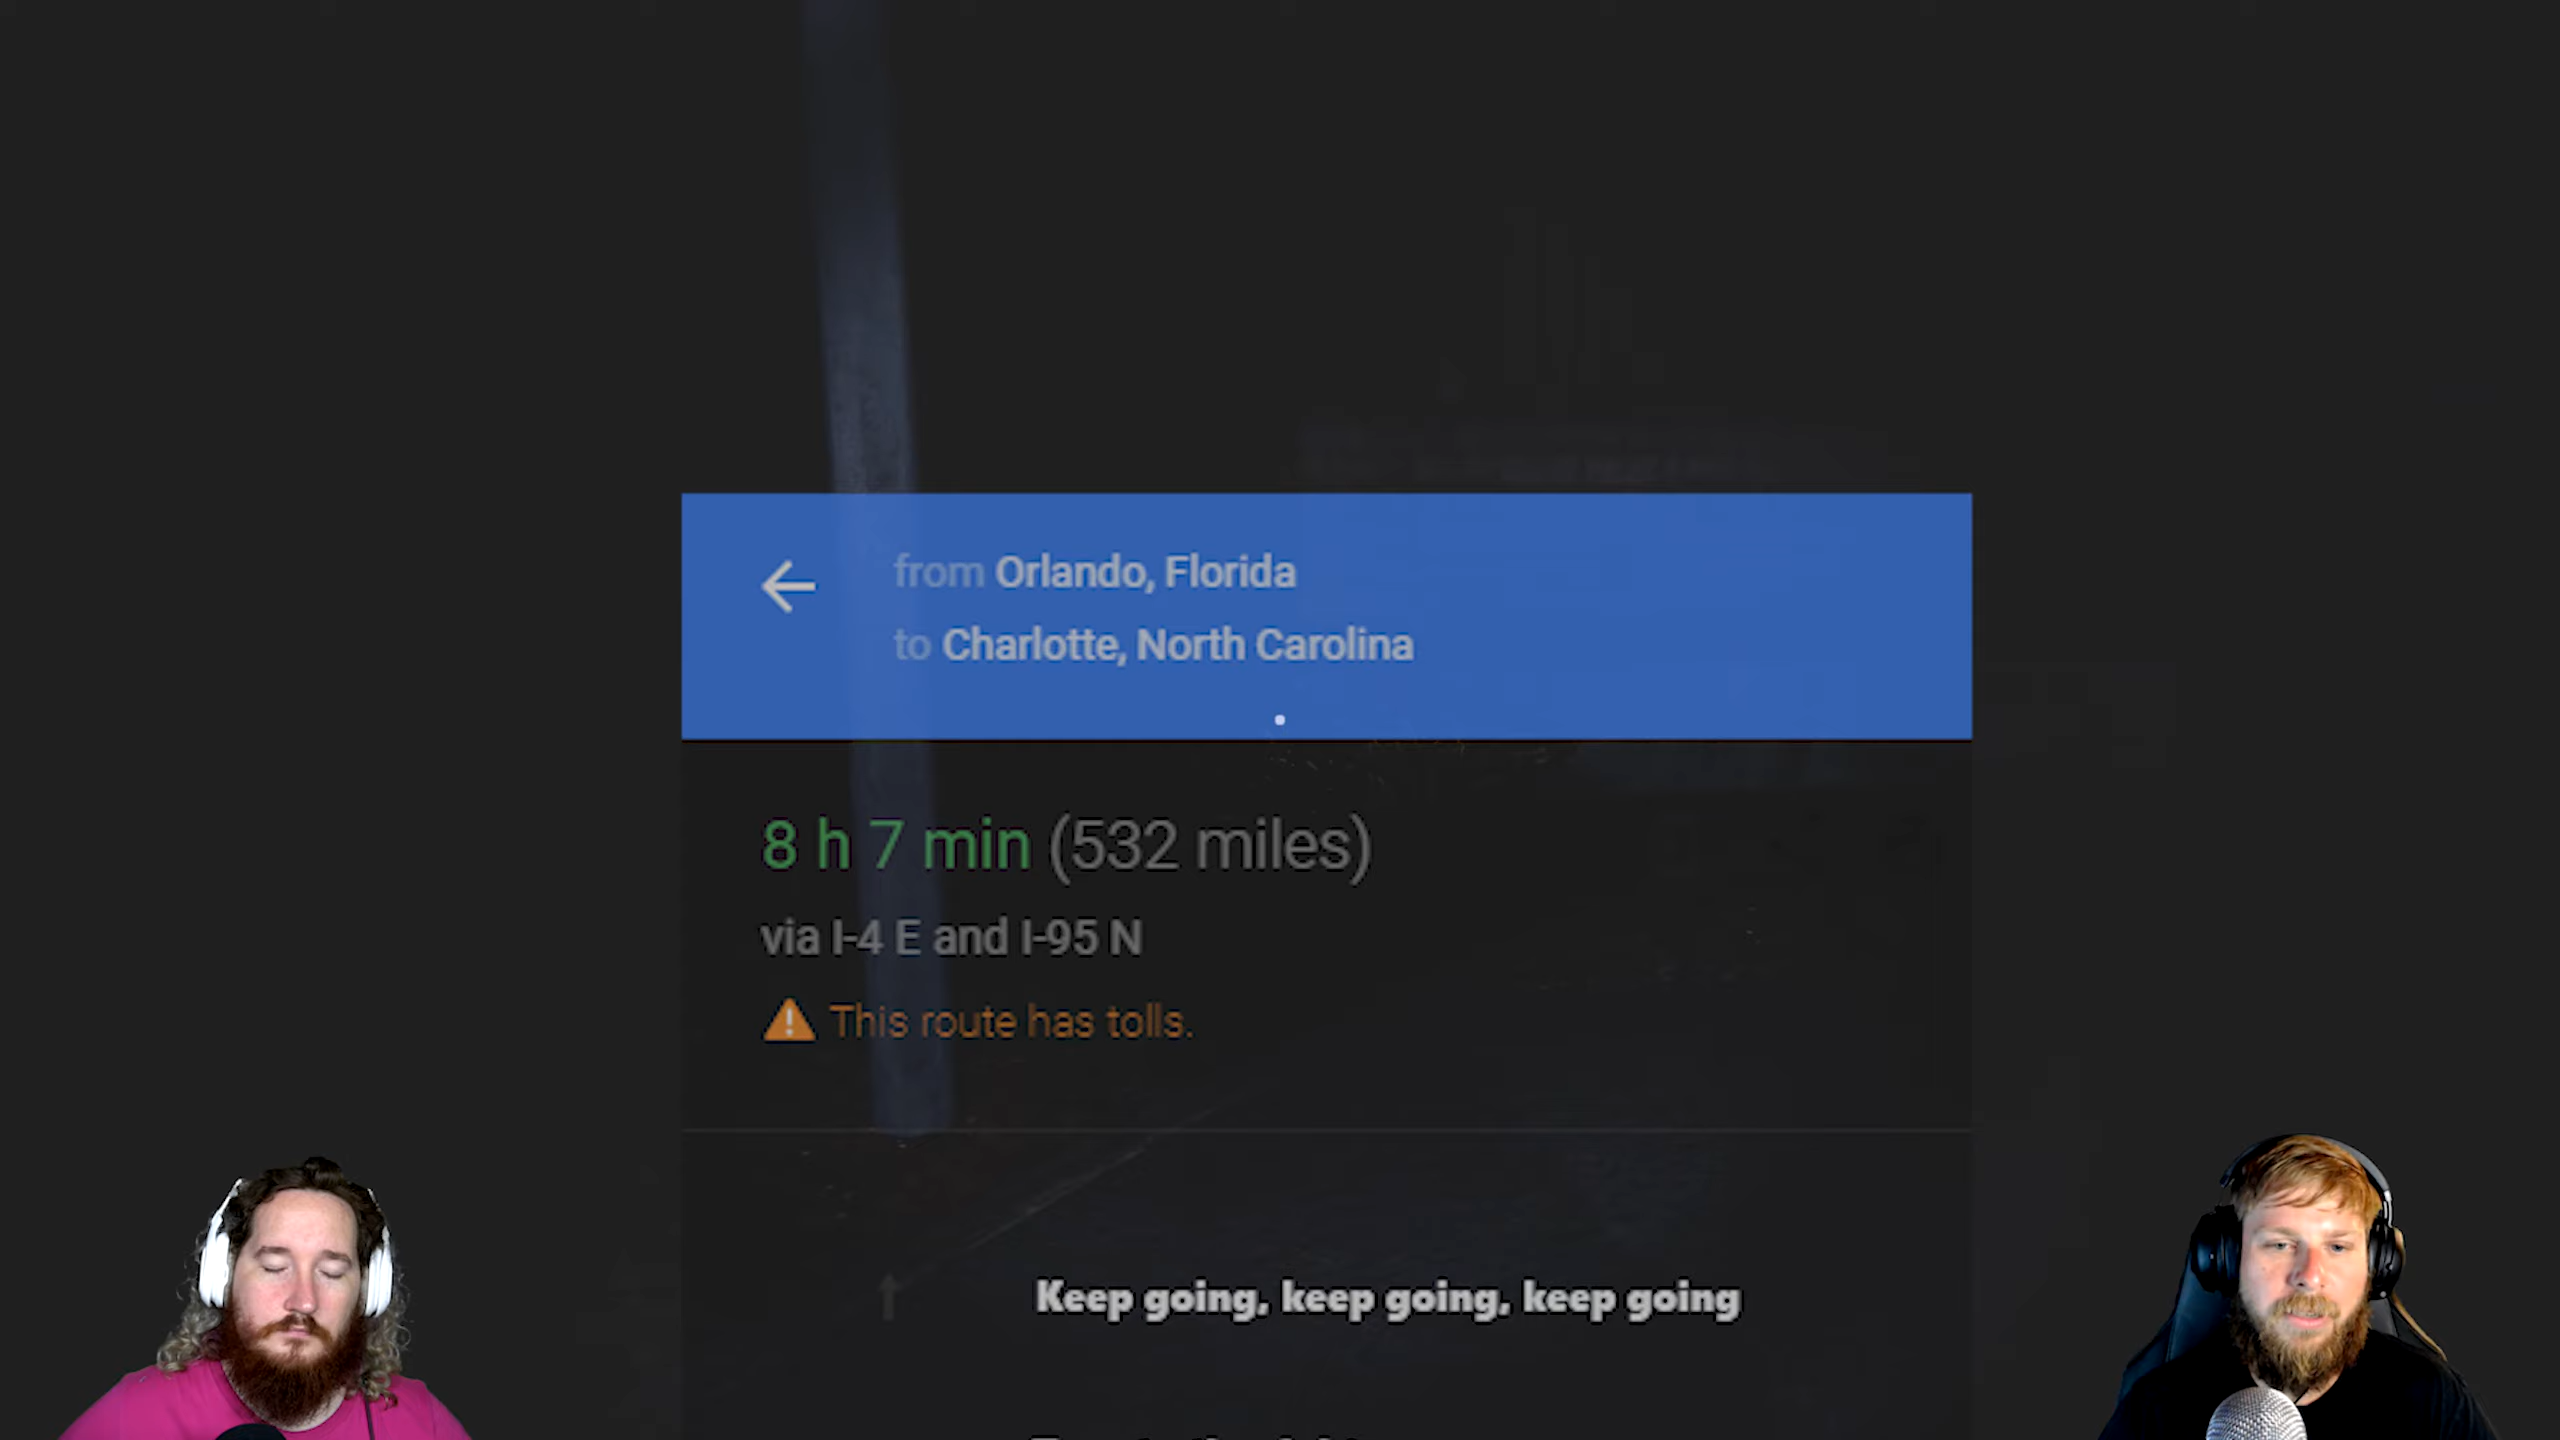 from Orlando, Florida
to Charlotte, North Carolina
8 h 7 min (532 miles)
via I-4 E and I-95 N
This route has tolls.
Keep going, keep going, keep going